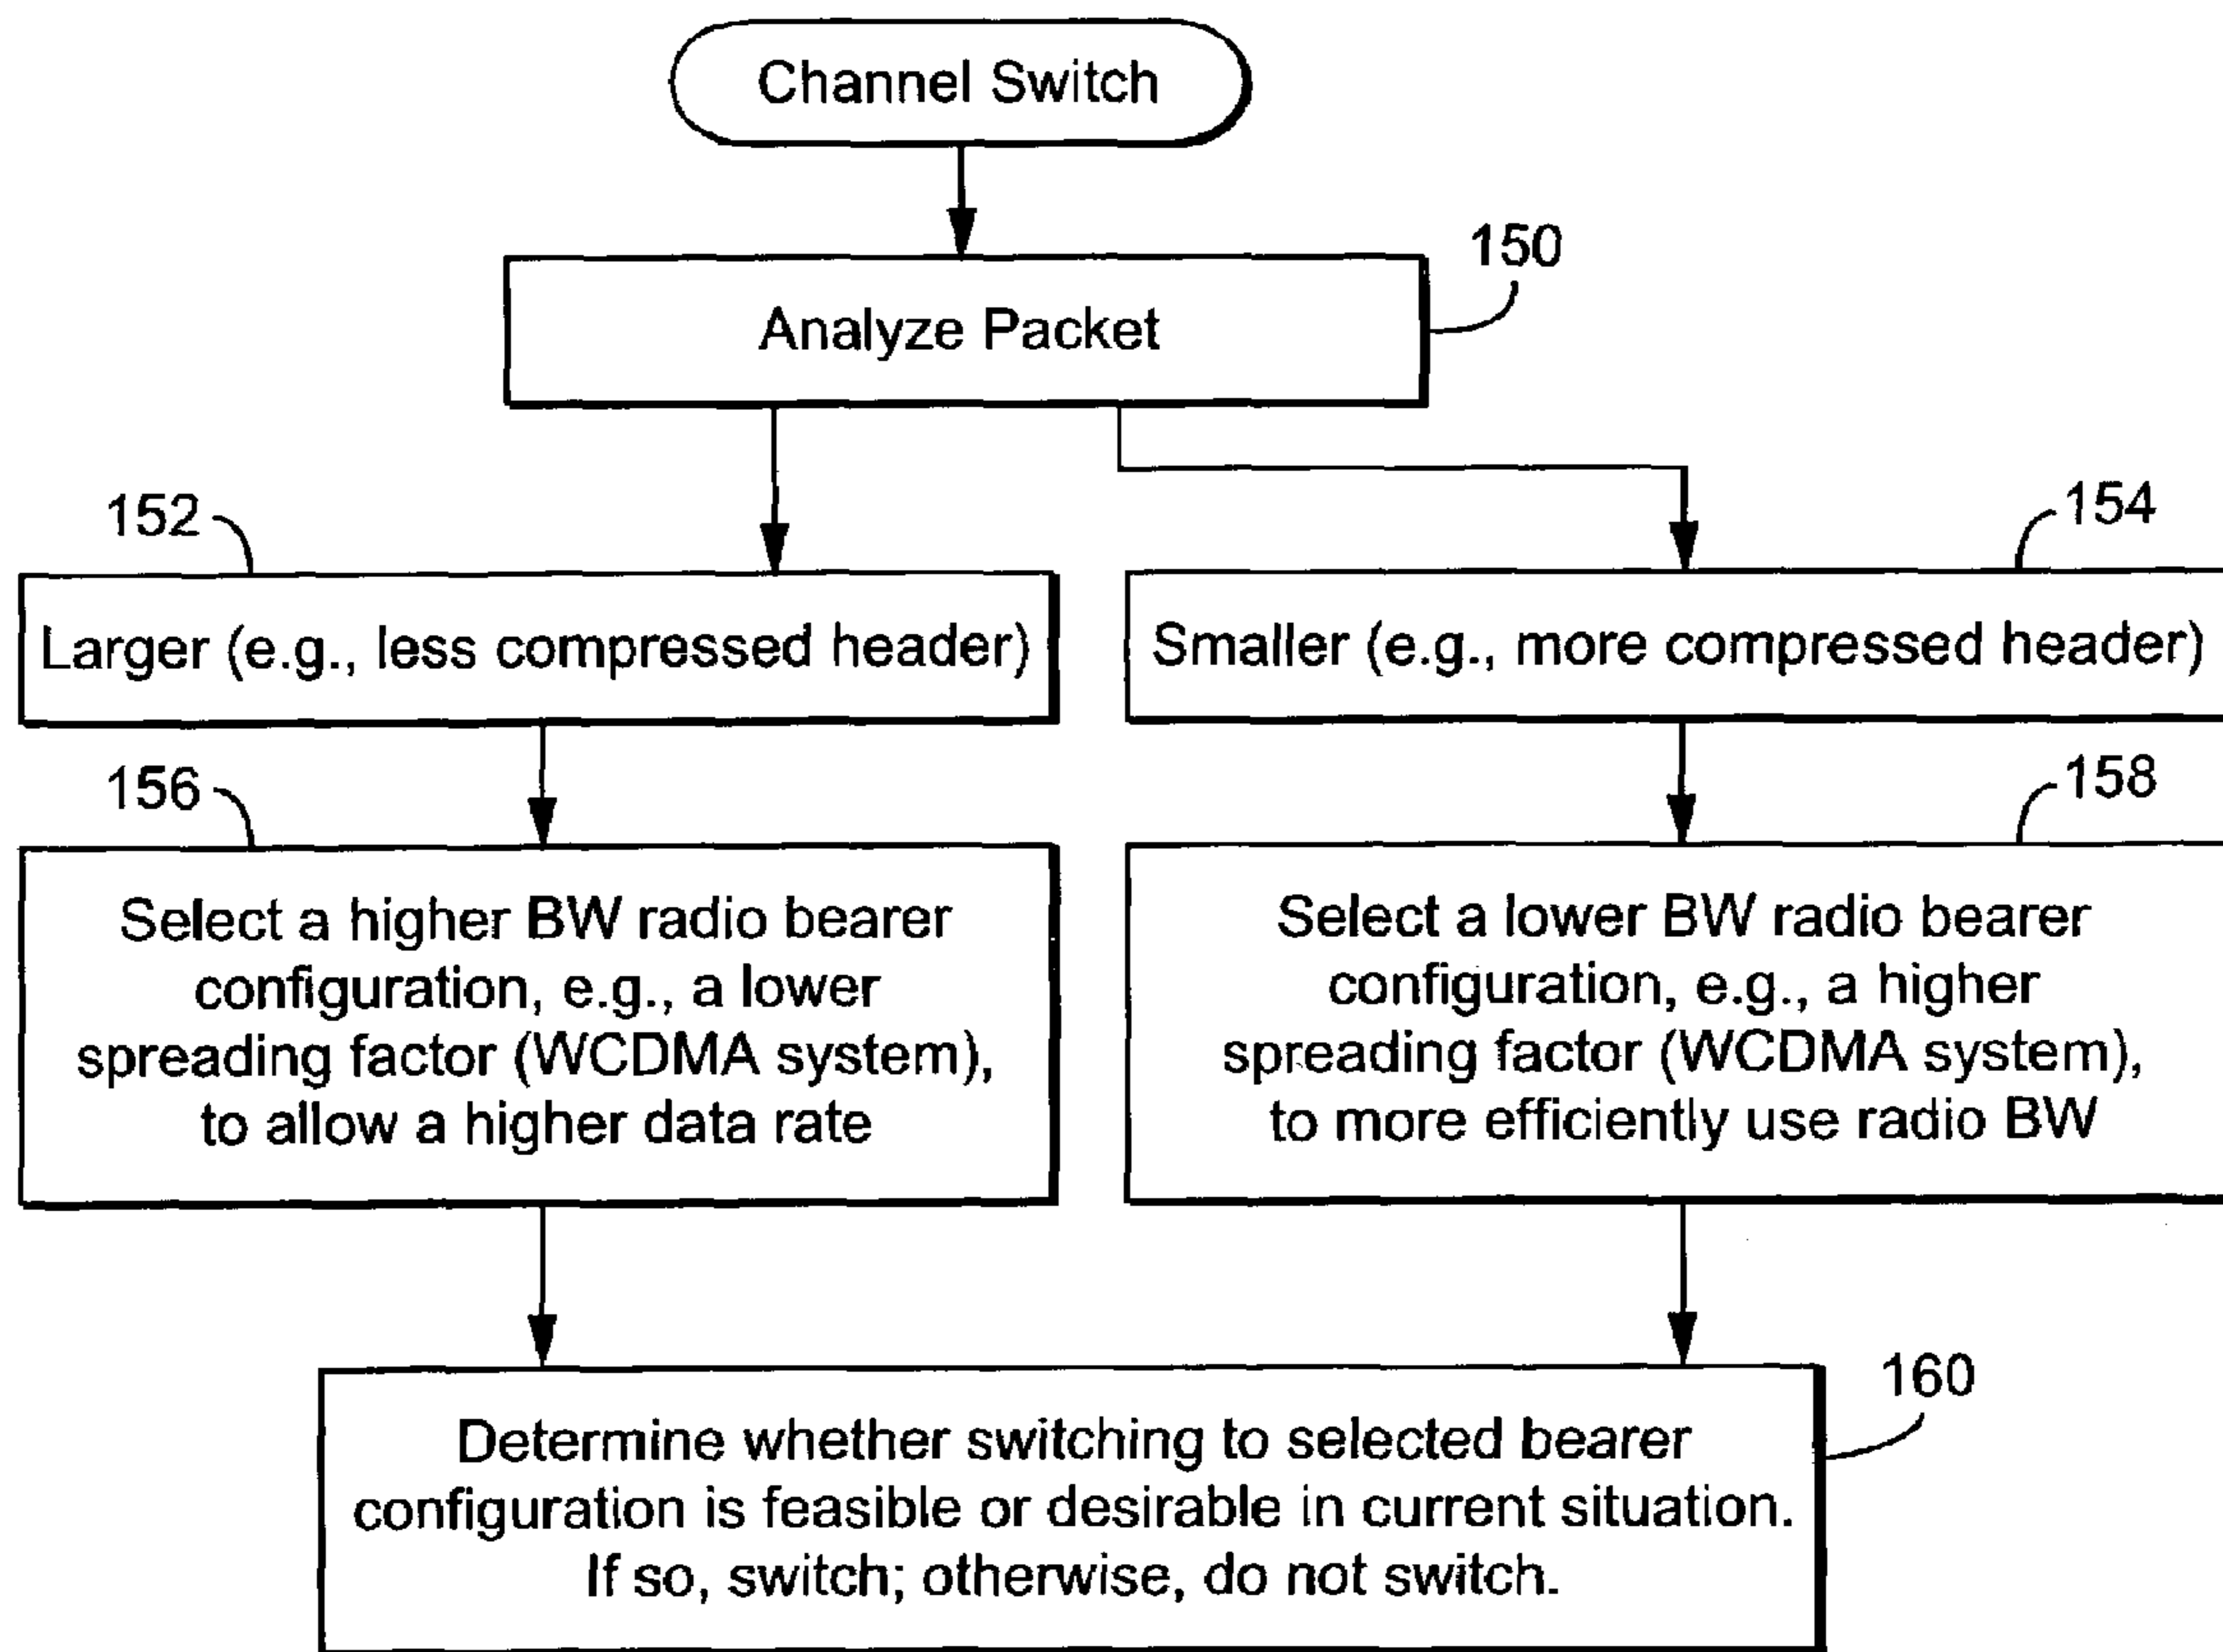 Channel Switch
150
Analyze Packet
152
154
Larger (e.g., less compressed header)
Smaller (e.g., more compressed header)
156
158
Select a higher BW radio bearer
configuration, e.g., a lower
spreading factor (WCDMA system),
to allow a higher data rate
Select a lower BW radio bearer
configuration, e.g., a higher
spreading factor (WCDMA system),
to more efficiently use radio BW
160
Determine whether switching to selected bearer
configuration is feasible or desirable in current situation.
If so, switch; otherwise, do not switch.